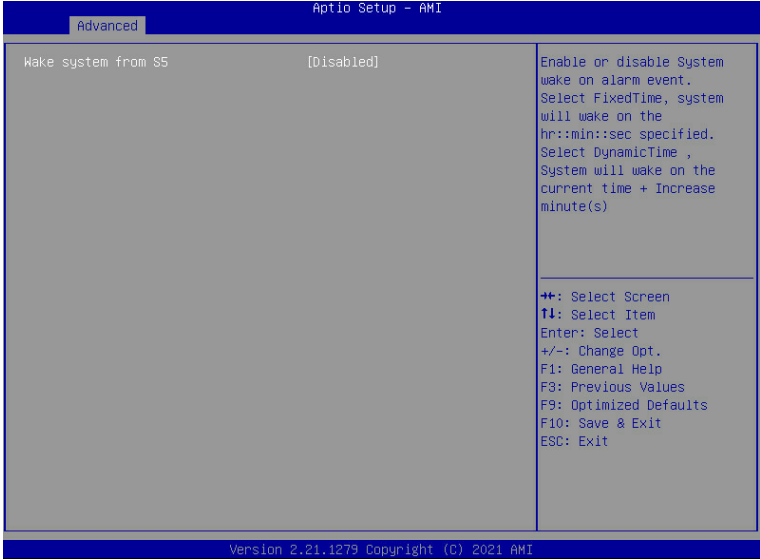 Aptio Setup – AMI
Advanced
Wake system from S5 [Disabled]
Enable or disable System
wake on alarm event.
Select FixedTime, system
will wake on the
hr::min::sec specified.
Select DynamicTime ,
System will wake on the
current time + Increase
minute(s)
→←: Select Screen
↑↓: Select Item
Enter: Select
+/-: Change Opt.
F1: General Help
F3: Previous Values
F9: Optimized Defaults
F10: Save & Exit
ESC: Exit
Version 2.21.1279 Copyright (C) 2021 AMI